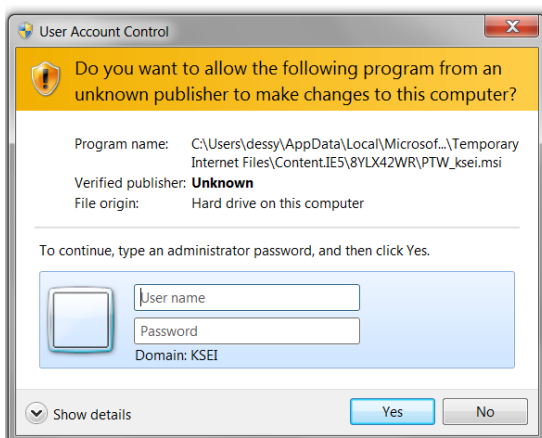 User Account Control
Do you want to allow the following program from an
unknown publisher to make changes to this computer?
Program name: C:\Users\dessy\AppData\Local\Microsof...\Temporary
Internet Files\Content.IE5\8YLX42WR\PTW_ksei.msi
Verified publisher: Unknown
File origin: Hard drive on this computer
To continue, type an administrator password, and then click Yes.
User name
Password
Domain: KSEI
Show details
Yes
No